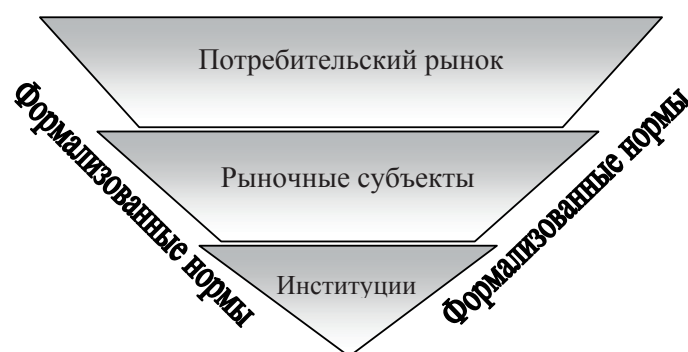 Потребительский рынок
Формализованные нормы
Рыночные субъекты
Формализованные нормы
Институции